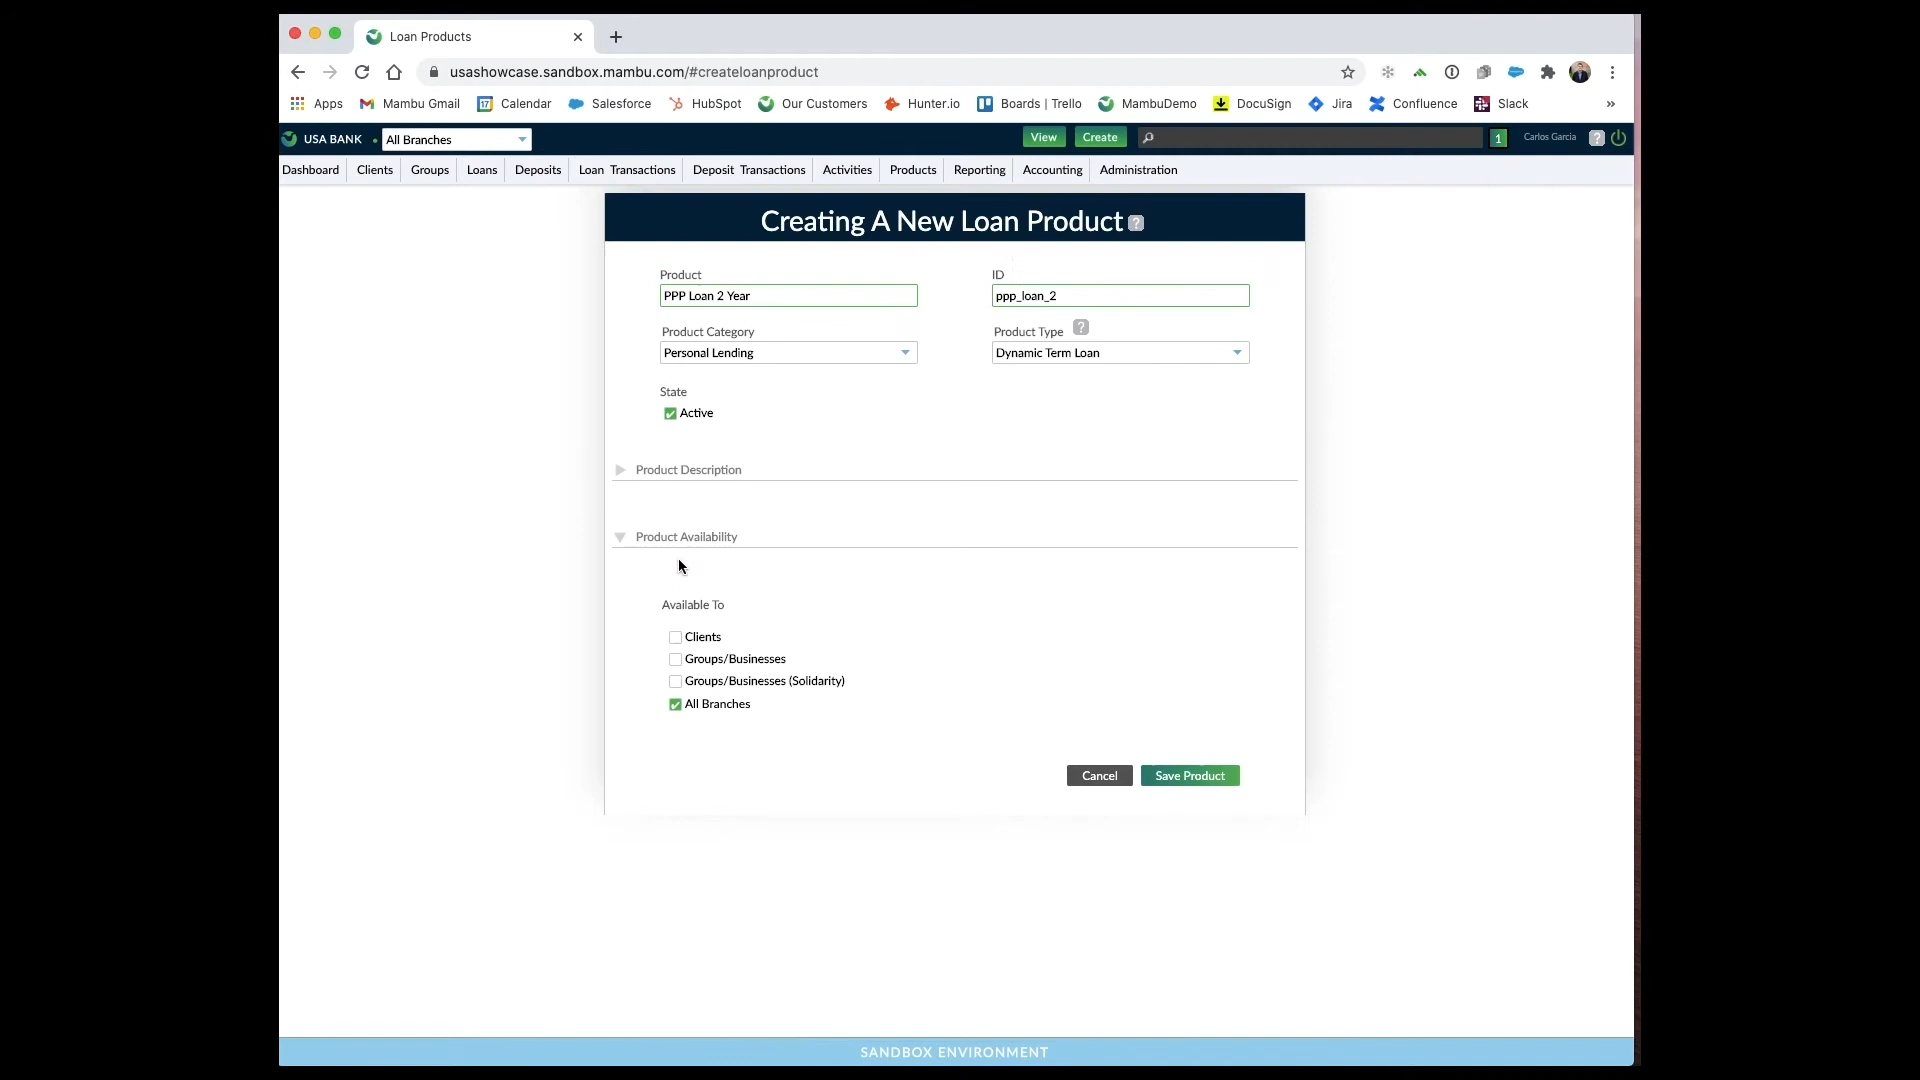 Loan Products
usashowcase.sandbox.mambu.com/#createloanproduct
Apps Mambu Gmail 17 Calendar Salesforce HubSpot Our Customers Hunter.io Boards | Trello MambuDemo DocuSign Jira Confluence Slack »
USA BANK All Branches View Create 1 Carlos Garcia ?
Dashboard Clients Groups Loans Deposits Loan Transactions Deposit Transactions Activities Products Reporting Accounting Administration
Creating A New Loan Product ?
Product ID
PPP Loan 2 Year ppp_loan_2
Product Category Product Type ?
Personal Lending Dynamic Term Loan
State
Active
Product Description
Product Availability
Available To
Clients
Groups/Businesses
Groups/Businesses (Solidarity)
All Branches
Cancel Save Product
SANDBOX ENVIRONMENT